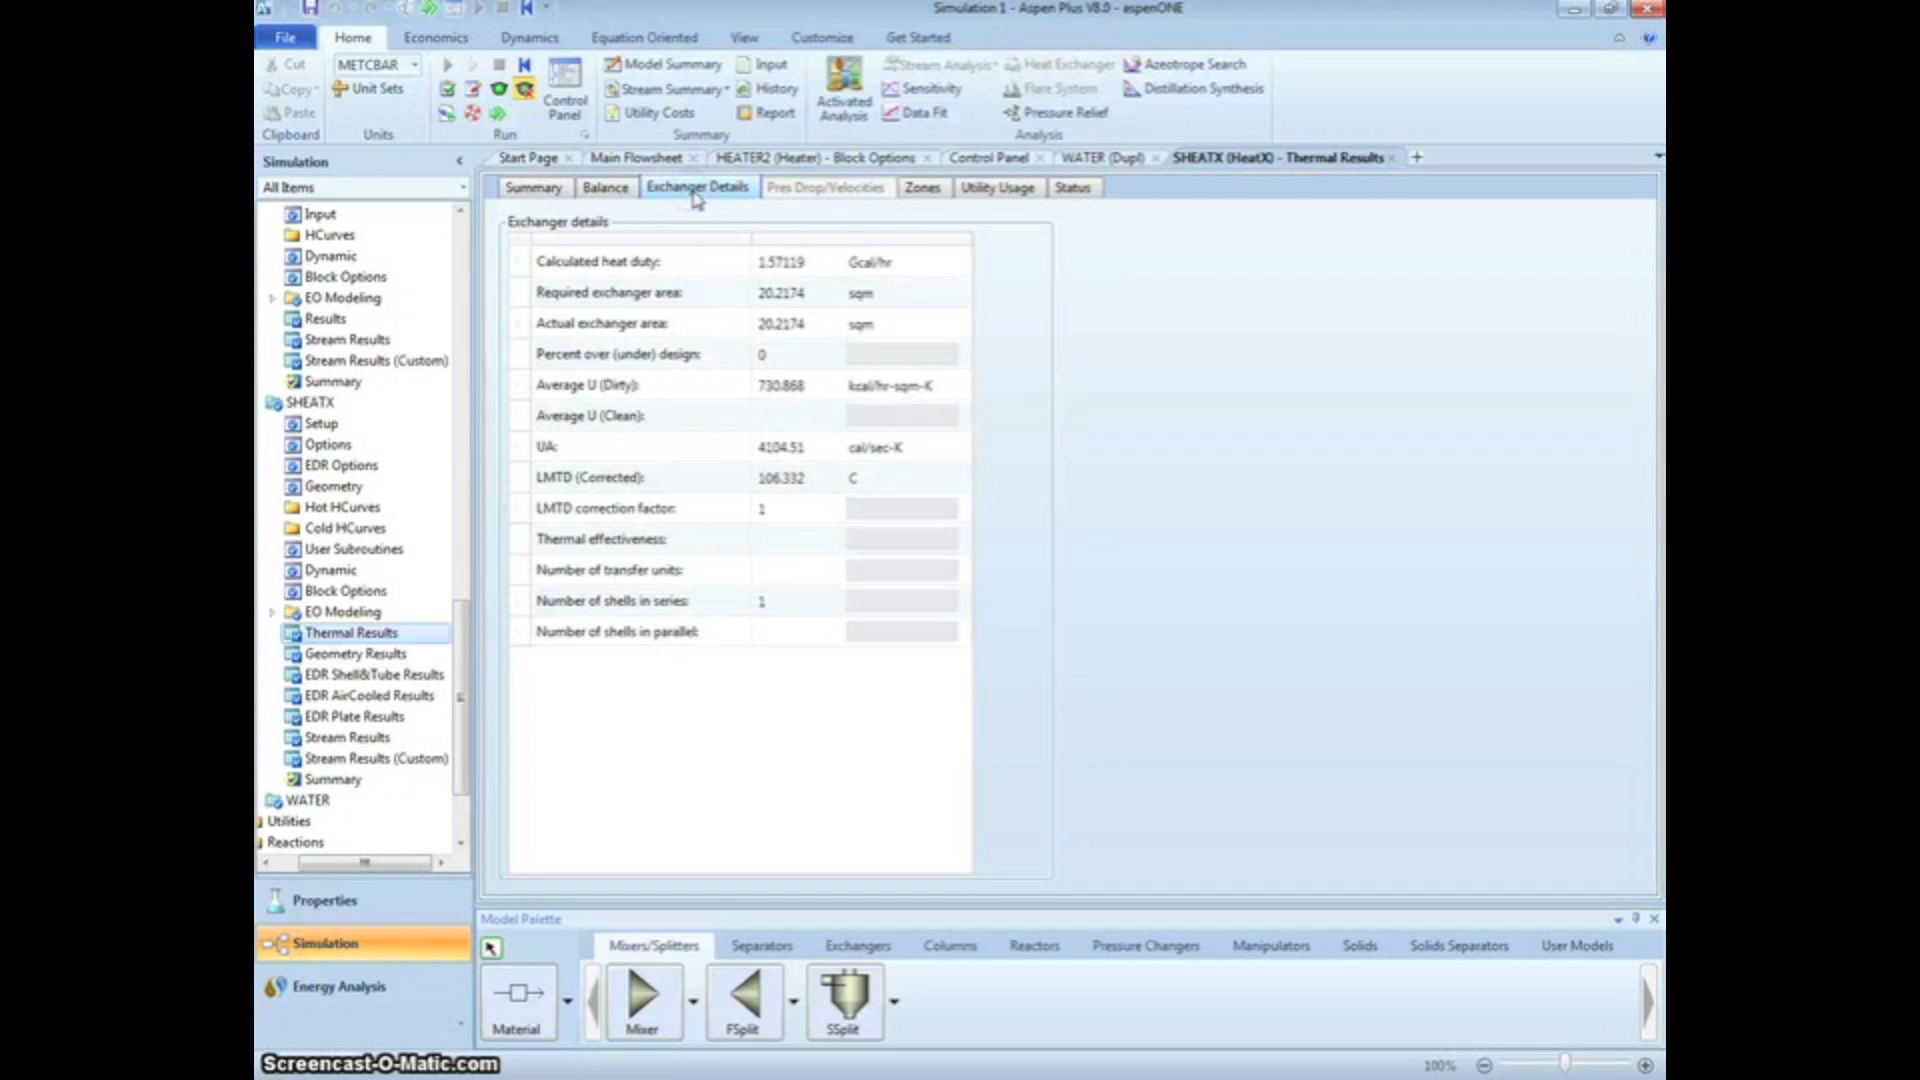 Simulation 1 - Aspen Plus V8.0 - aspenONE
File Home Economics Dynamics Equation Oriented View Customize Get Started
Cut METCBAR Model Summary Input Stream Analysis Heat Exchanger Azeotrope Search
Copy Unit Sets Stream Summary History Sensitivity Flare System Distillation Synthesis
Paste Control Panel Utility Costs Report Activated Analysis Data Fit Pressure Relief
Clipboard Units Run Summary Analysis
Simulation
Start Page Main Flowsheet HEATER2 (Heater) - Block Options Control Panel WATER (Dupl) SHEATX (HeatX) - Thermal Results
All Items
Summary Balance Exchanger Details Pres Drop/Velocities Zones Utility Usage Status
Input
HCurves
Dynamic
Block Options
EO Modeling
Results
Stream Results
Stream Results (Custom)
Summary
SHEATX
Setup
Options
EDR Options
Geometry
Hot HCurves
Cold HCurves
User Subroutines
Dynamic
Block Options
EO Modeling
Thermal Results
Geometry Results
EDR Shell&Tube Results
EDR AirCooled Results
EDR Plate Results
Stream Results
Stream Results (Custom)
Summary
WATER
Utilities
Reactions
Exchanger details
Calculated heat duty: 1.57119 Gcal/hr
Required exchanger area: 20.2174 sqm
Actual exchanger area: 20.2174 sqm
Percent over (under) design: 0
Average U (Dirty): 730.868 kcal/hr-sqm-K
Average U (Clean):
UA: 4104.51 cal/sec-K
LMTD (Corrected): 106.332 C
LMTD correction factor: 1
Thermal effectiveness:
Number of transfer units:
Number of shells in series: 1
Number of shells in parallel:
Properties
Simulation
Energy Analysis
Model Palette
Mixers/Splitters Separators Exchangers Columns Reactors Pressure Changers Manipulators Solids Solids Separators User Models
Material Mixer FSplit SSplit
100%
Screencast-O-Matic.com